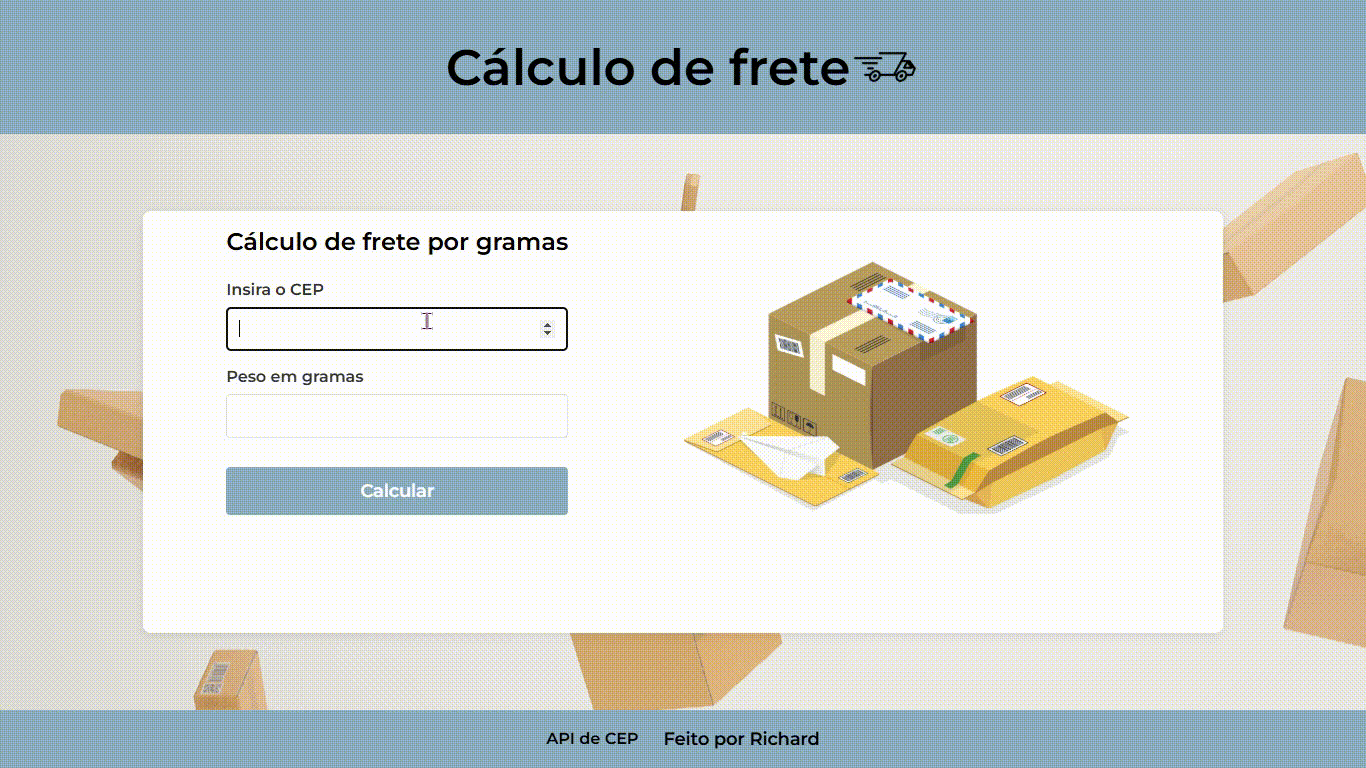 Cálculo de frete
Cálculo de frete por gramas
Insira o CEP
Peso em gramas
Calcular
API de CEP Feito por Richard